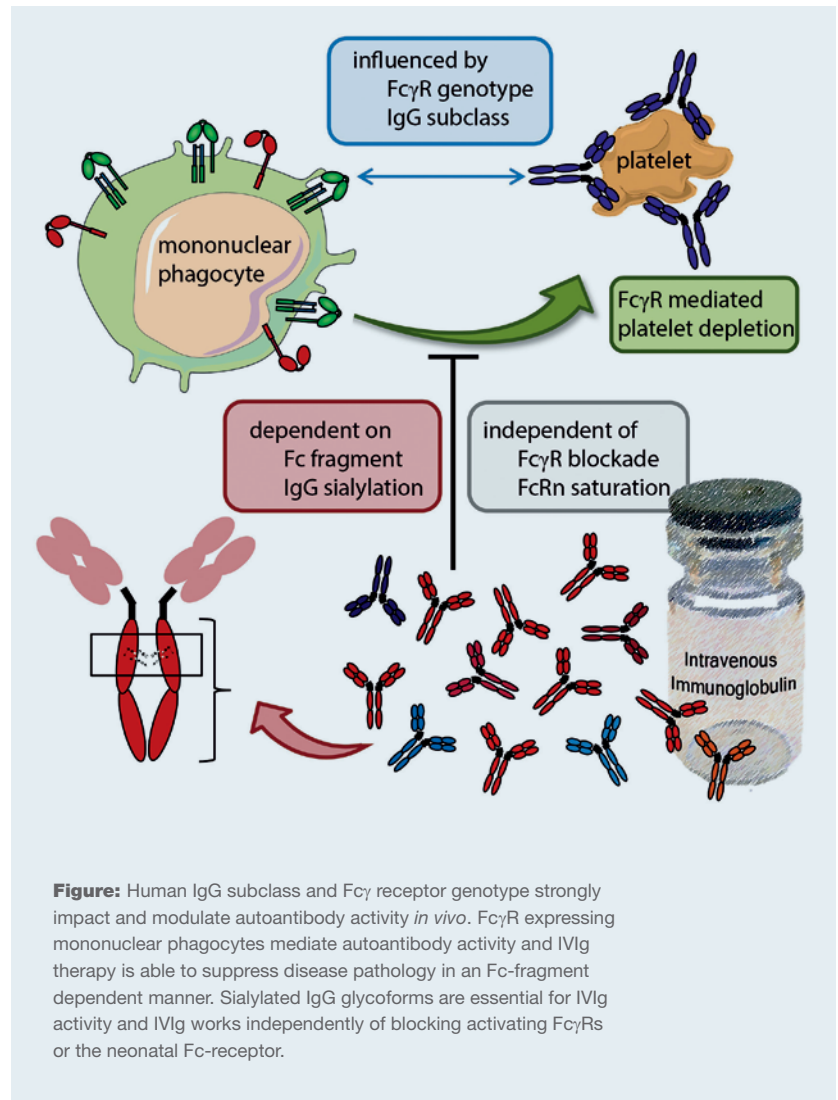 influenced by
FcγR genotype
IgG subclass
platelet
mononuclear
phagocyte
FcγR mediated
platelet depletion
dependent on
Fc fragment
IgG sialylation
independent of
FcγR blockade
FcRn saturation
Intravenous
Immunoglobulin
Figure: Human IgG subclass and Fcγ receptor genotype strongly
impact and modulate autoantibody activity in vivo. FcγR expressing
mononuclear phagocytes mediate autoantibody activity and IVIg
therapy is able to suppress disease pathology in an Fc-fragment
dependent manner. Sialylated IgG glycoforms are essential for IVIg
activity and IVIg works independently of blocking activating FcγRs
or the neonatal Fc-receptor.